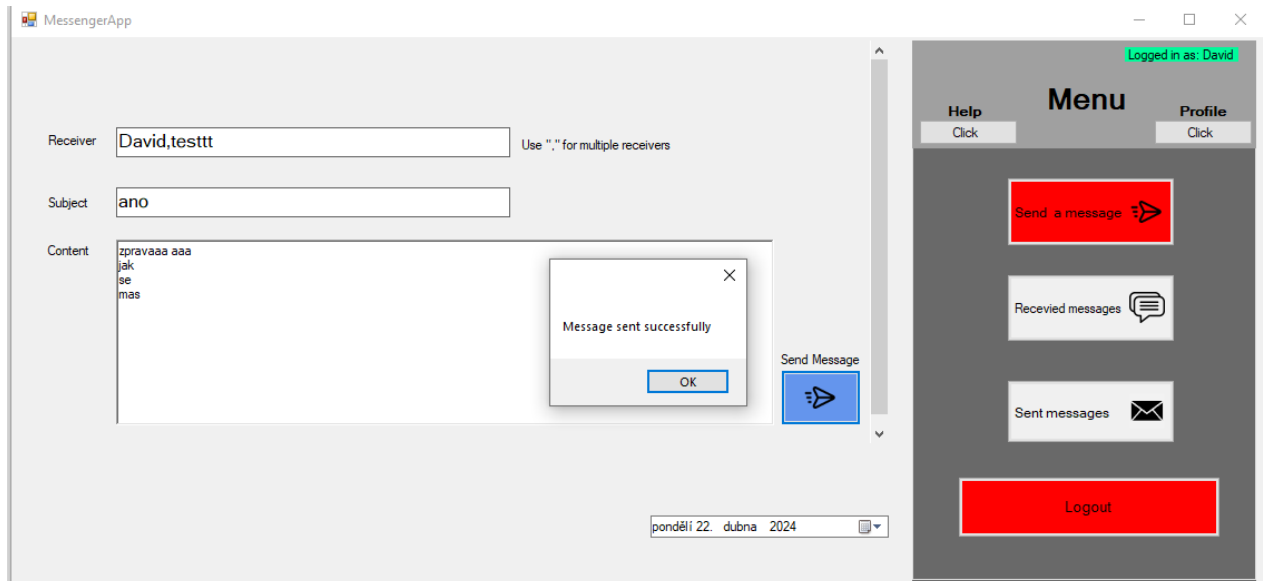 MessengerApp
Logged in as: David
Menu
Help
Profile
Click
Click
Receiver
David,testtt
Use "," for multiple receivers
Subject
ano
Content
zpravaaa aaa
jak
se
mas
Message sent successfully
OK
Send Message
Send a message
Recevied messages
Sent messages
Logout
pondělí 22. dubna 2024